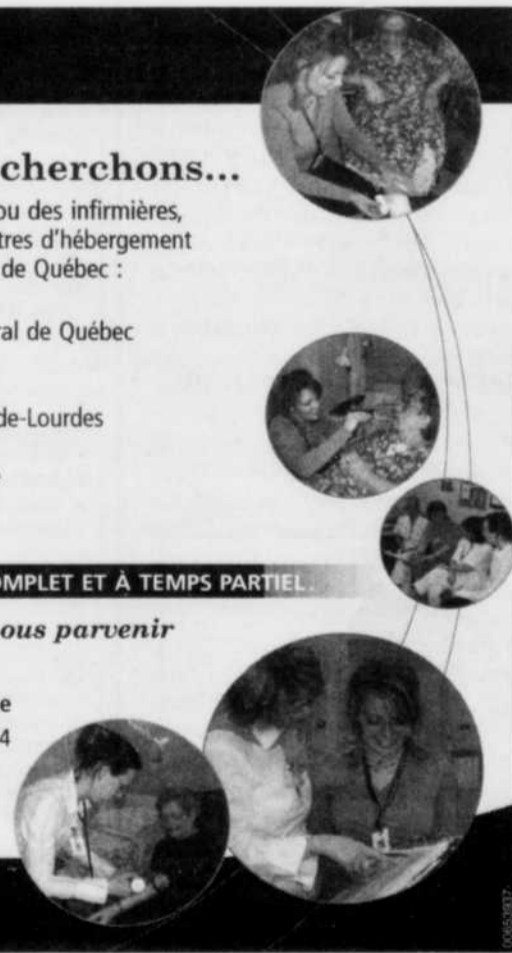 cherchons...
ou des infirmières,
tres d'hébergement
de Québec :
ral de Québec
de-Lourdes
OMPLET ET À TEMPS PARTIEL.
ous parvenir
e
4
00653937